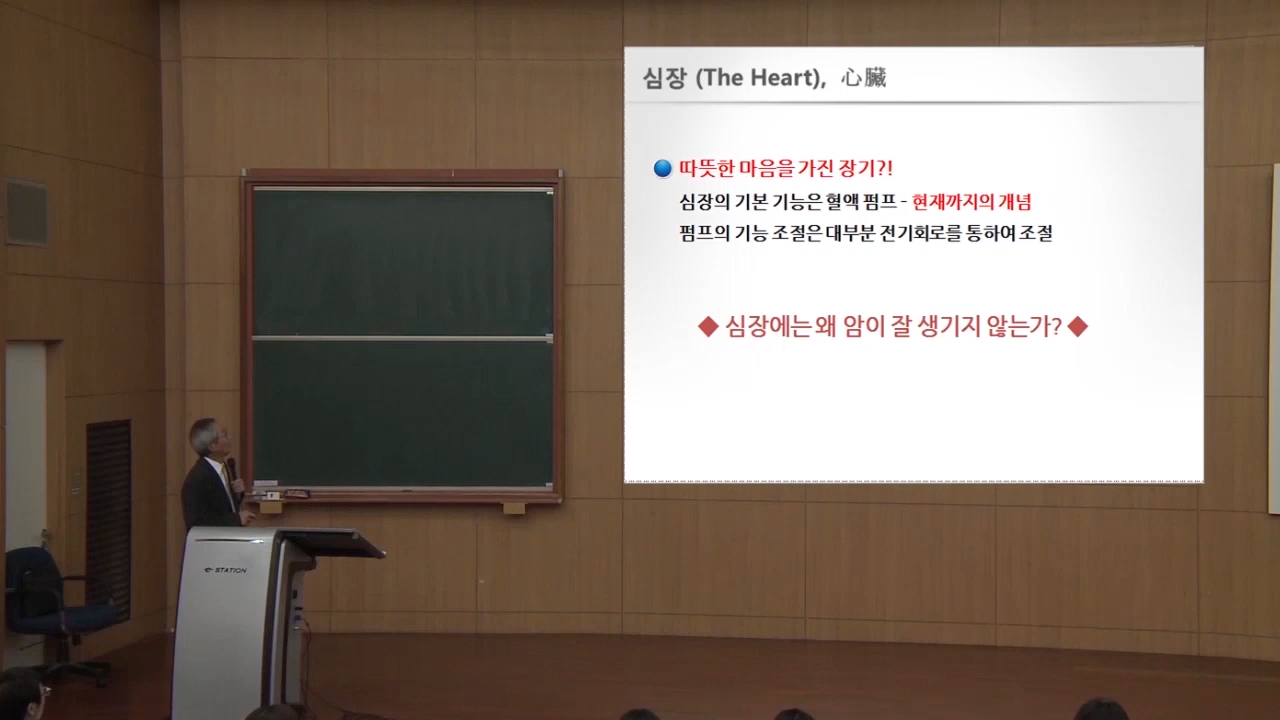 심장 (The Heart), 心臟
따뜻한 마음을 가진 장기?!
심장의 기본 기능은 혈액 펌프 - 현재까지의 개념
펌프의 기능 조절은 대부분 전기회로를 통하여 조절
◆ 심장에는 왜 암이 잘 생기지 않는가? ◆
e-STATION